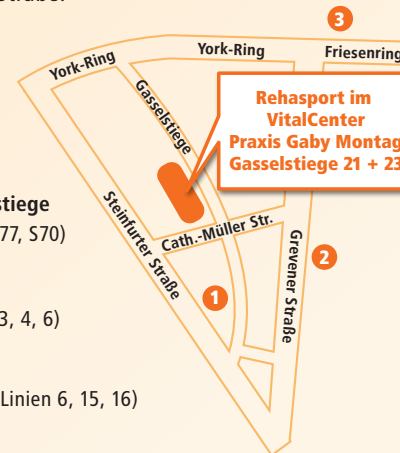 3
York-Ring
York-Ring
Friesenring
Gasselstiege
Rehasport im
VitalCenter
Praxis Gaby Montag
Gasselstiege 21 + 23
stiege
77, S70)
Steinfurter Straße
Cath.-Müller Str.
Grevener Straße
2
1
3, 4, 6)
Linien 6, 15, 16)